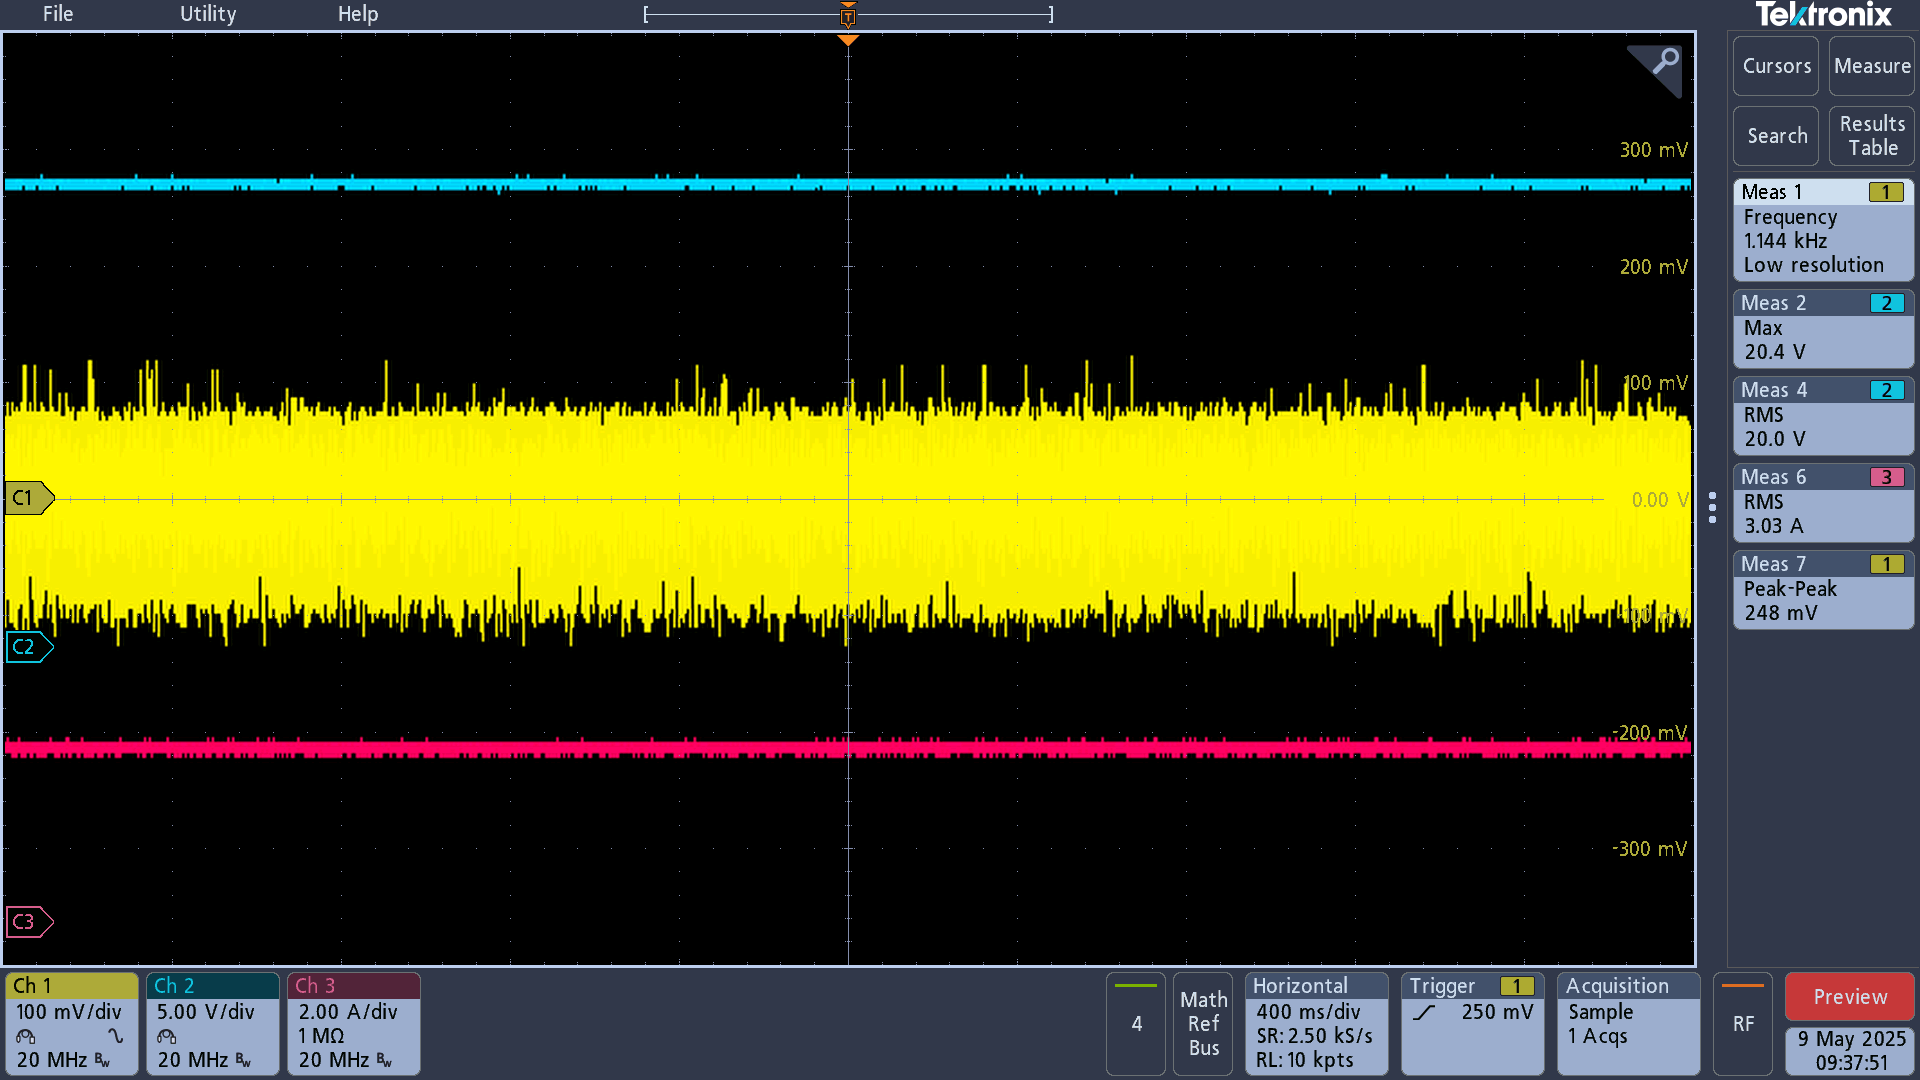 File Utility Help
T
Tektronix
Cursors Measure
Search Results Table
300 mV
200 mV
100 mV
0.00 V
-100 mV
-200 mV
-300 mV
C1
C2
C3
Meas 1 1
Frequency
1.144 kHz
Low resolution
Meas 2 2
Max
20.4 V
Meas 4 2
RMS
20.0 V
Meas 6 3
RMS
3.03 A
Meas 7 1
Peak-Peak
248 mV
Ch 1
100 mV/div
20 MHz Bw
Ch 2
5.00 V/div
20 MHz Bw
Ch 3
2.00 A/div
1 MΩ
20 MHz Bw
4
Math
Ref
Bus
Horizontal
400 ms/div
SR: 2.50 kS/s
RL: 10 kpts
Trigger 1
250 mV
Acquisition
Sample
1 Acqs
RF
Preview
9 May 2025
09:37:51